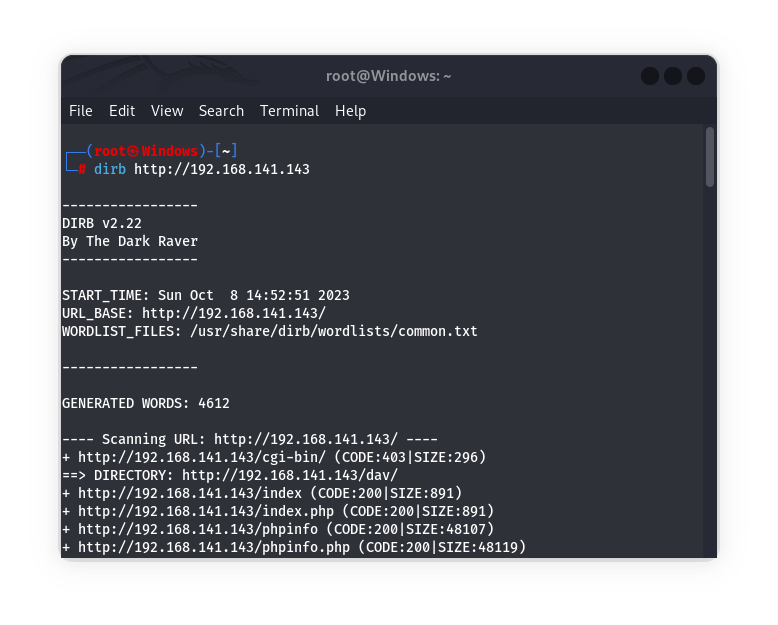 root@Windows: ~
File Edit View Search Terminal Help
┌──(root㉿Windows)-[~]
└─# dirb http://192.168.141.143
-----------------
DIRB v2.22
By The Dark Raver
-----------------
START_TIME: Sun Oct  8 14:52:51 2023
URL_BASE: http://192.168.141.143/
WORDLIST_FILES: /usr/share/dirb/wordlists/common.txt
-----------------
GENERATED WORDS: 4612
---- Scanning URL: http://192.168.141.143/ ----
+ http://192.168.141.143/cgi-bin/ (CODE:403|SIZE:296)
==> DIRECTORY: http://192.168.141.143/dav/
+ http://192.168.141.143/index (CODE:200|SIZE:891)
+ http://192.168.141.143/index.php (CODE:200|SIZE:891)
+ http://192.168.141.143/phpinfo (CODE:200|SIZE:48107)
+ http://192.168.141.143/phpinfo.php (CODE:200|SIZE:48119)